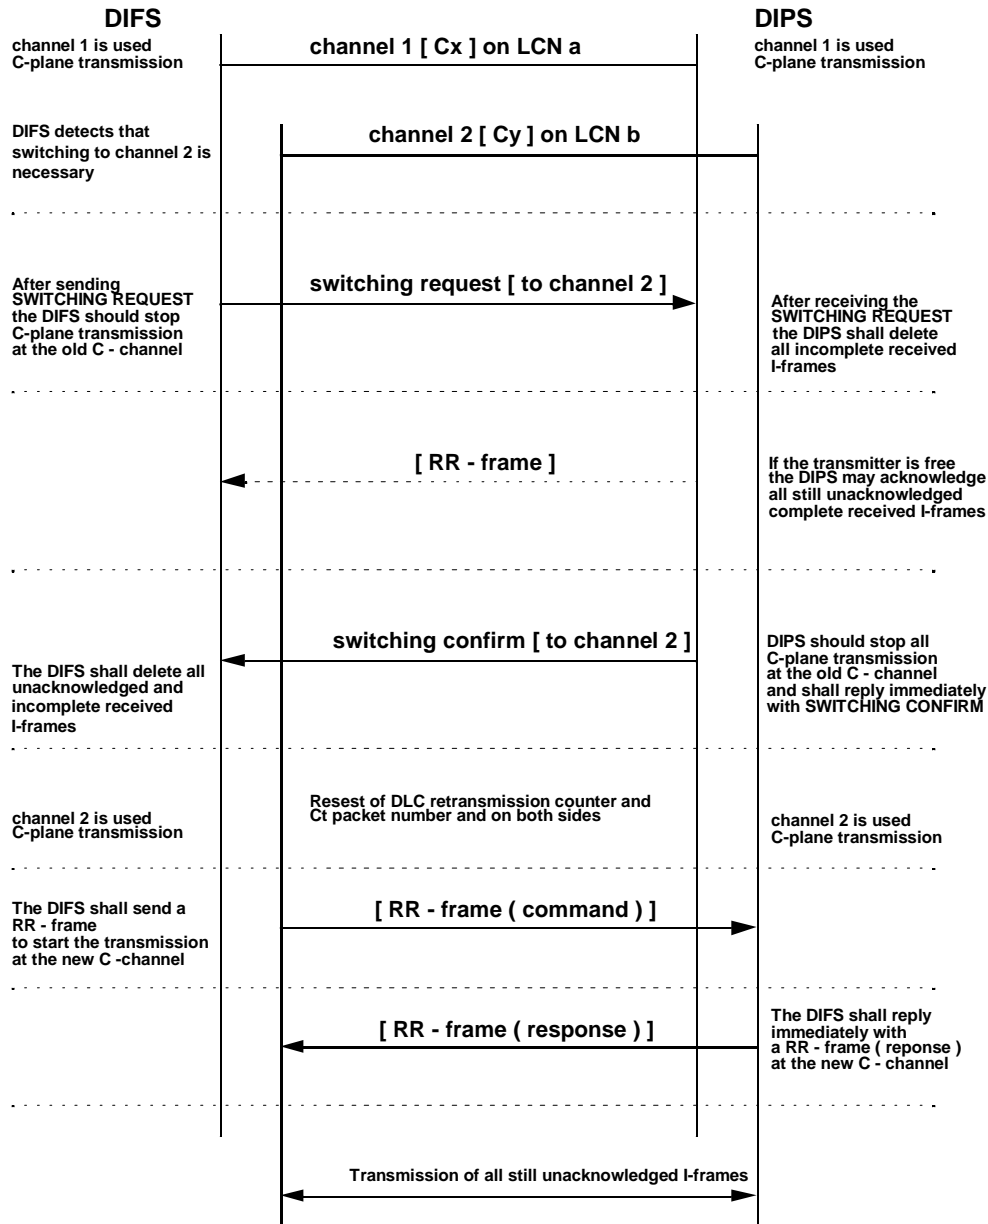 DIFS
DIPS
channel 1 is used
C-plane transmission
channel 1 [ Cx ] on LCN a
channel 1 is used
C-plane transmission
DIFS detects that
switching to channel 2 is
necessary
channel 2 [ Cy ] on LCN b
After sending
SWITCHING REQUEST
the DIFS should stop
C-plane transmission
at the old C - channel
switching request [ to channel 2 ]
After receiving the
SWITCHING REQUEST
the DIPS shall delete
all incomplete received
I-frames
[ RR - frame ]
If the transmitter is free
the DIPS may acknowledge
all still unacknowledged
complete received I-frames
switching confirm [ to channel 2 ]
DIPS should stop all
C-plane transmission
at the old C - channel
and shall reply immediately
with SWITCHING CONFIRM
The DIFS shall delete all
unacknowledged and
incomplete received
I-frames
channel 2 is used
C-plane transmission
Resest of DLC retransmission counter and
Ct packet number and on both sides
channel 2 is used
C-plane transmission
The DIFS shall send a
RR - frame
to start the transmission
at the new C -channel
[ RR - frame ( command ) ]
[ RR - frame ( response ) ]
The DIFS shall reply
immediately with
a RR - frame ( reponse )
at the new C - channel
Transmission of all still unacknowledged I-frames